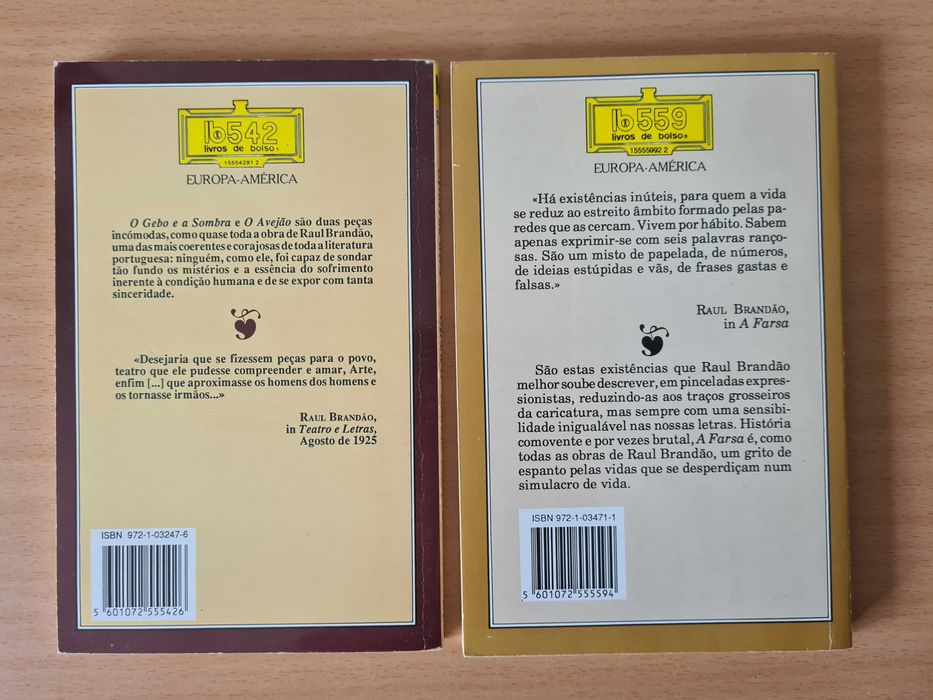 lb542
livros de bolso
15554291 2
EUROPA-AMÉRICA
O Gebo e a Sombra e O Avejão são duas peças
incómodas, como quase toda a obra de Raul Brandão,
uma das mais coerentes e corajosas de toda a literatura
portuguesa: ninguém, como ele, foi capaz de sondar
tão fundo os mistérios e a essência do sofrimento
inerente à condição humana e de se expor com tanta
sinceridade.
«Desejaria que se fizessem peças para o povo,
teatro que ele pudesse compreender e amar, Arte,
enfim [...] que aproximasse os homens dos homens e
os tornasse irmãos...»
RAUL BRANDÃO,
in Teatro e Letras,
Agosto de 1925
ISBN 972-1-03247-6
5 601072 555426
lb559
livros de bolso®
15555992 2
EUROPA-AMÉRICA
«Há existências inúteis, para quem a vida
se reduz ao estreito âmbito formado pelas pa-
redes que as cercam. Vivem por hábito. Sabem
apenas exprimir-se com seis palavras ranço-
sas. São um misto de papelada, de números,
de ideias estúpidas e vãs, de frases gastas e
falsas.»
RAUL BRANDÃO,
in A Farsa
São estas existências que Raul Brandão
melhor soube descrever, em pinceladas expres-
sionistas, reduzindo-as aos traços grosseiros
da caricatura, mas sempre com uma sensibi-
lidade inigualável nas nossas letras. História
comovente e por vezes brutal, A Farsa é, como
todas as obras de Raul Brandão, um grito de
espanto pelas vidas que se desperdiçam num
simulacro de vida.
ISBN 972-1-03471-1
5 601072 555594